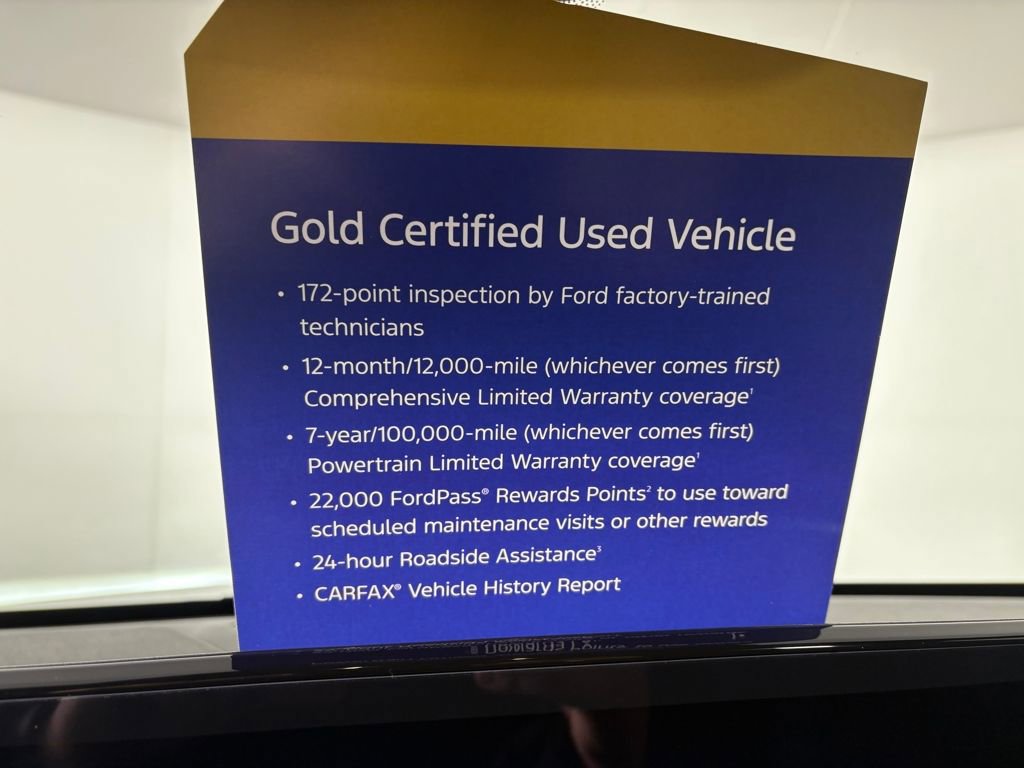 Gold Certified Used Vehicle
• 172-point inspection by Ford factory-trained
technicians
• 12-month/12,000-mile (whichever comes first)
Comprehensive Limited Warranty coverage¹
• 7-year/100,000-mile (whichever comes first)
Powertrain Limited Warranty coverage¹
• 22,000 FordPass® Rewards Points² to use toward
scheduled maintenance visits or other rewards
• 24-hour Roadside Assistance³
• CARFAX® Vehicle History Report